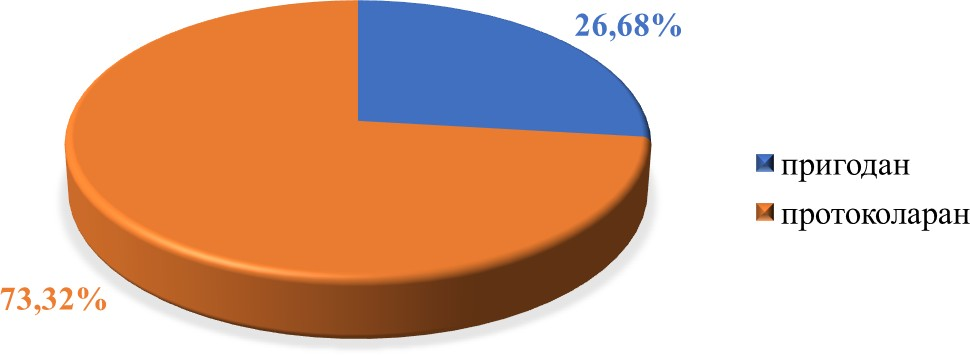 26,68%
пригодан
протоколаран
73,32%